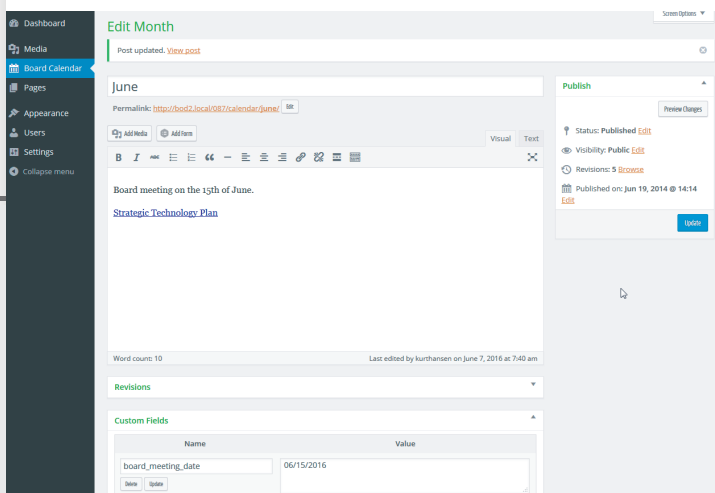 Screen Options
Dashboard
Media
Board Calendar
Pages
Appearance
Users
Settings
Collapse menu
Edit Month
Post updated. View post
June
Permalink: http://bod2.local/087/calendar/june/ Edit
Add Media Add Form
Visual Text
B I ABC
Board meeting on the 15th of June.
Strategic Technology Plan
Word count: 10 Last edited by kurthansen on June 7, 2016 at 7:40 am
Revisions
Custom Fields
Name Value
board_meeting_date 06/15/2016
Delete Update
Publish
Preview Changes
Status: Published Edit
Visibility: Public Edit
Revisions: 5 Browse
Published on: Jun 19, 2014 @ 14:14
Edit
Update